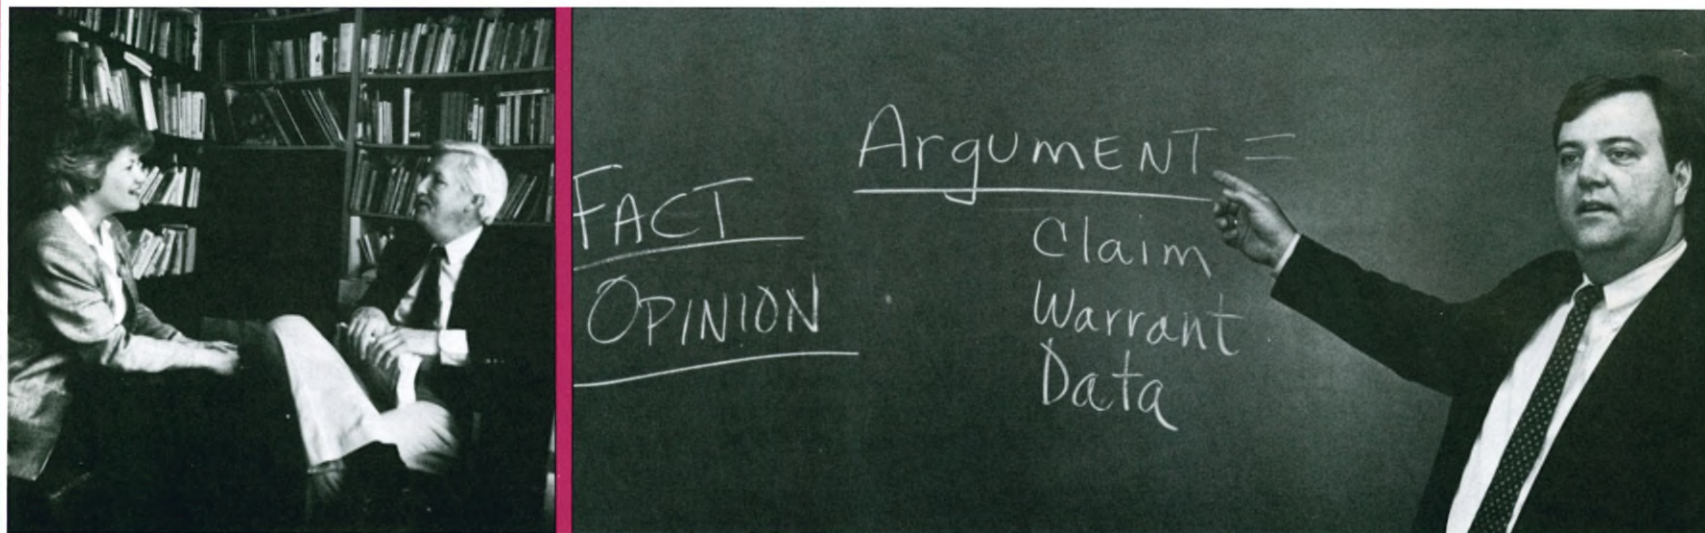 FACT
OPINION
ArgumENT =
Claim
Warrant
Data